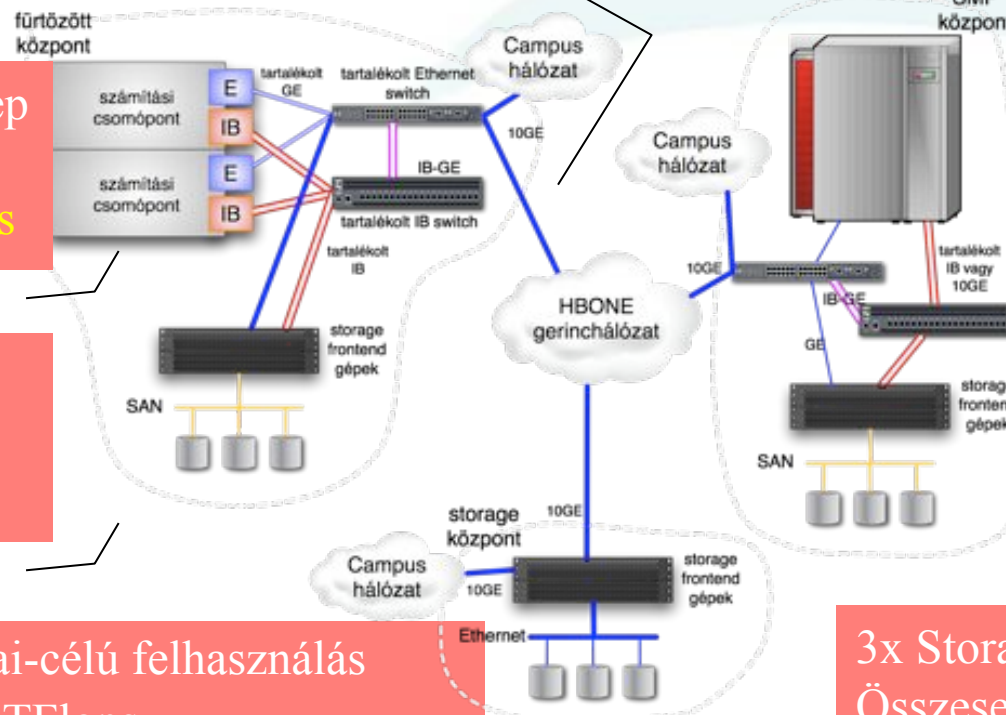 fürtözött
központ
számítási
csomópont
E
IB
számítási
csomópont
E
IB
tartalékolt
GE
tartalékolt Ethernet
switch
Campus
hálózat
10GE
IB-GE
tartalékolt IB switch
tartalékolt
IB
storage
frontend
gépek
SAN
HBONE
gerinchálózat
SMP
központ
Campus
hálózat
10GE
tartalékolt
IB vagy
10GE
IB-GE
GE
storage
frontend
gépek
SAN
10GE
storage
központ
Campus
hálózat
10GE
storage
frontend
gépek
Ethernet
ai-célú felhasználás
3x Stora
Összese